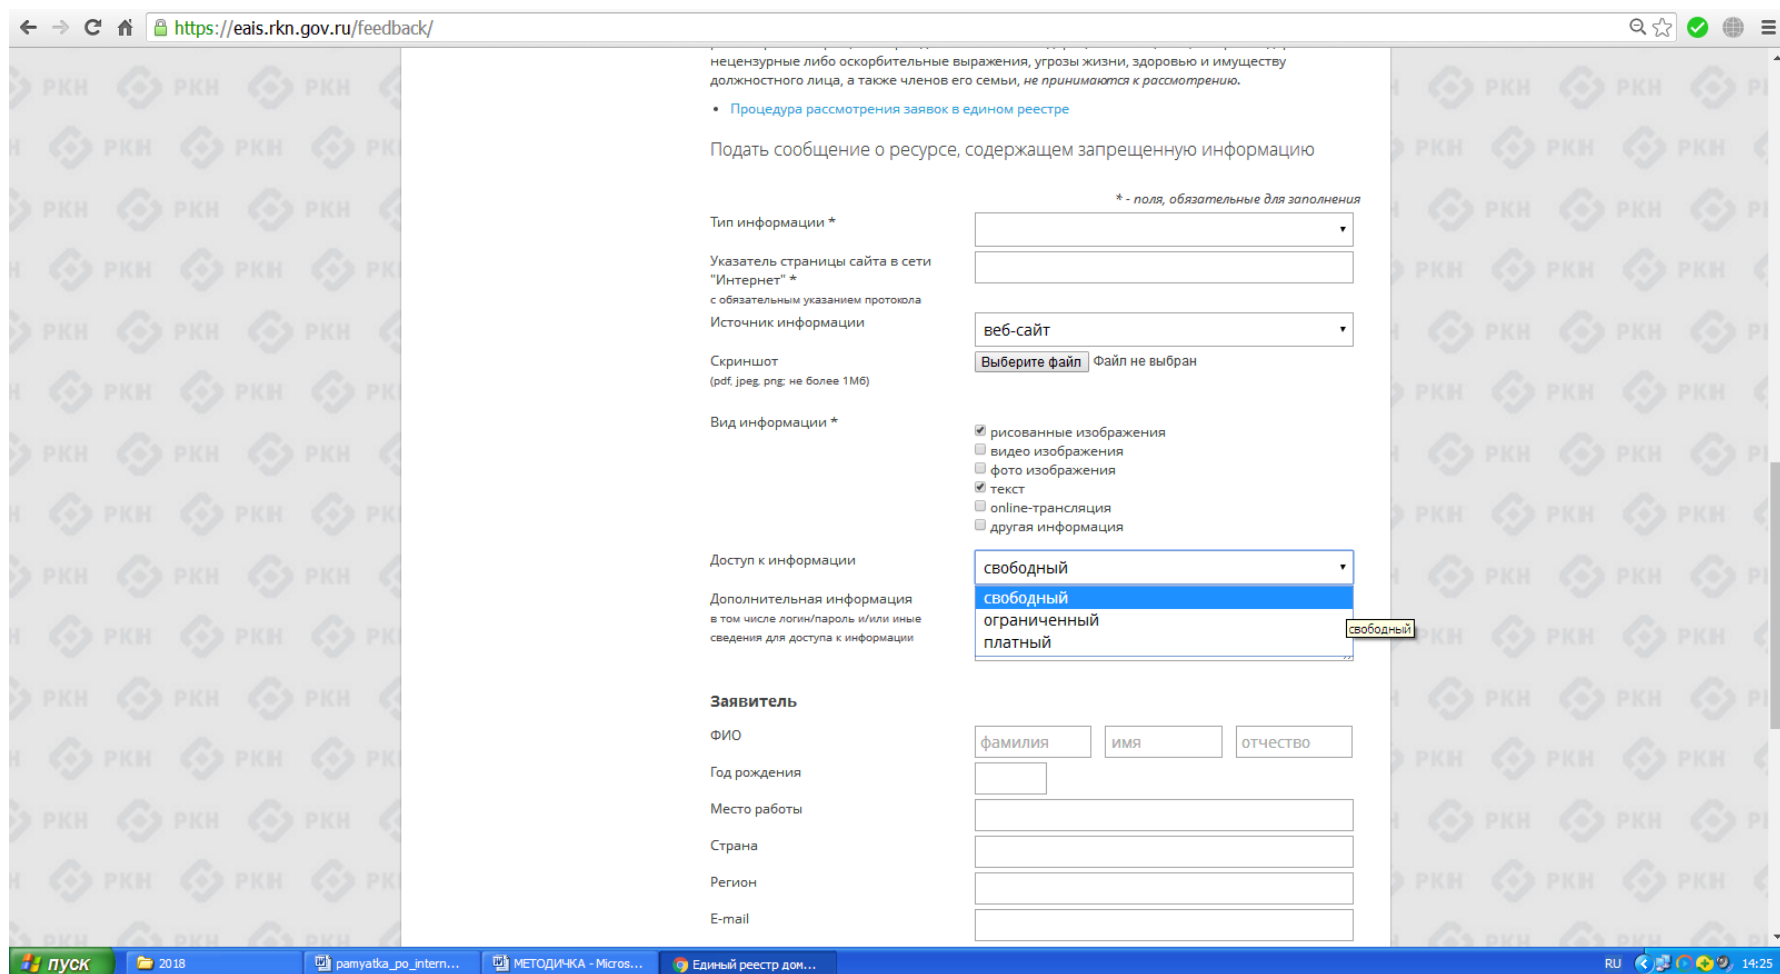 https://eais.rkn.gov.ru/feedback/
нецензурные либо оскорбительные выражения, угрозы жизни, здоровью и имуществу
должностного лица, а также членов его семьи, не принимаются к рассмотрению.
• Процедура рассмотрения заявок в едином реестре
Подать сообщение о ресурсе, содержащем запрещенную информацию
* - поля, обязательные для заполнения
Тип информации *
Указатель страницы сайта в сети
"Интернет" *
с обязательным указанием протокола
Источник информации
веб-сайт
Скриншот
Выберите файл Файл не выбран
(pdf, jpeg, png; не более 1Мб)
Вид информации *
рисованные изображения
видео изображения
фото изображения
текст
online-трансляция
другая информация
Доступ к информации
свободный
свободный
ограниченный
платный
свободный
Дополнительная информация
в том числе логин/пароль и/или иные
сведения для доступа к информации
Заявитель
ФИО
фамилия имя отчество
Год рождения
Место работы
Страна
Регион
E-mail
РКН РКН РКН
пуск 2018 pamyatka_po_intern... МЕТОДИЧКА - Micros... Единый реестр дом... RU 14:25